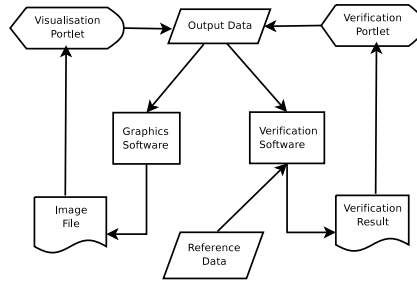 Visualisation
Portlet
Output Data
Verification
Portlet
Graphics
Software
Verification
Software
Image
File
Reference
Data
Verification
Result